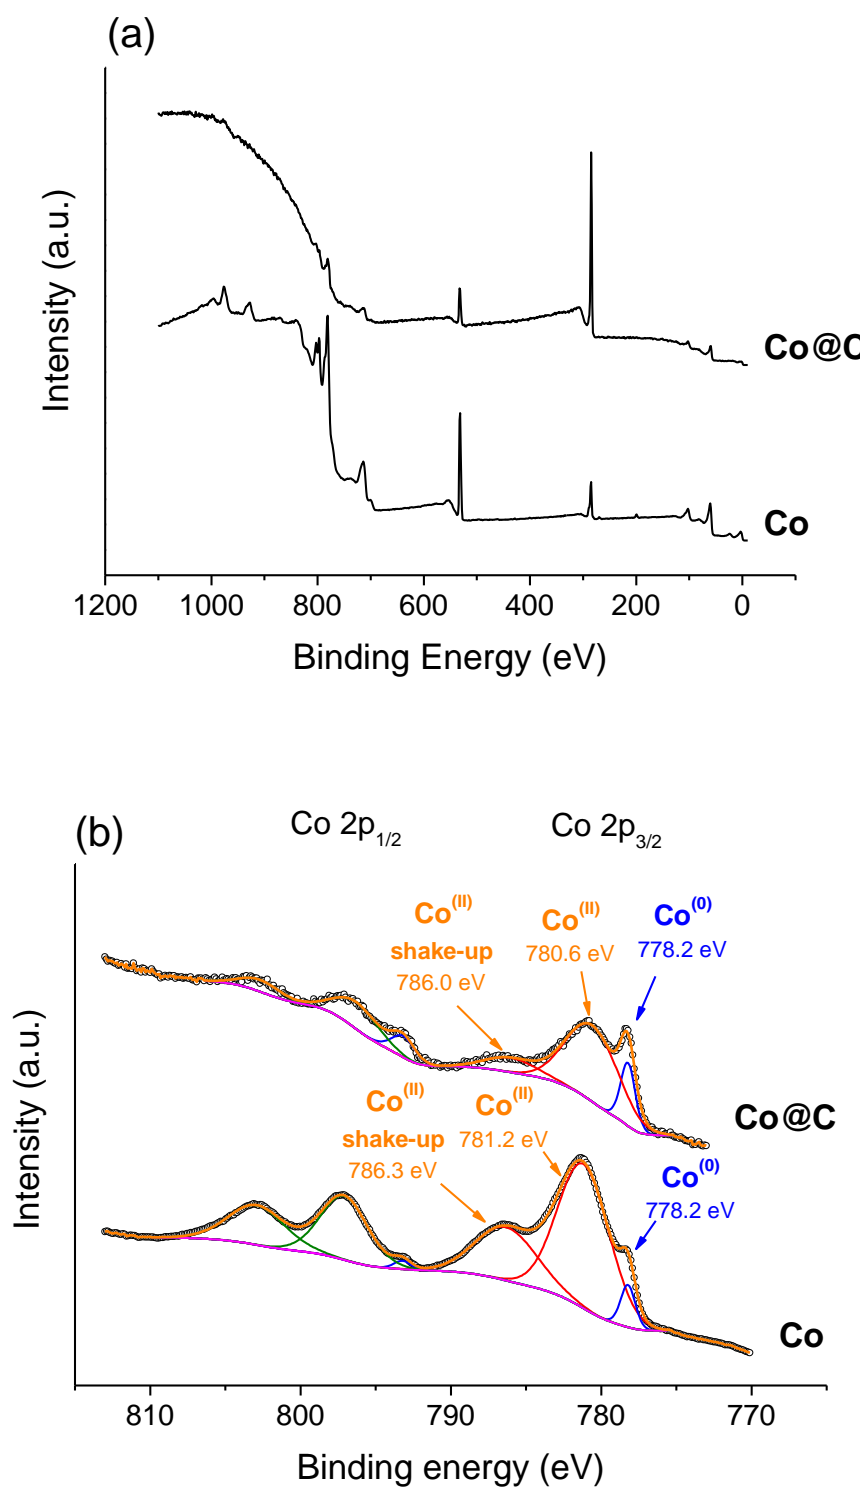 (a)
Intensity (a.u.)
Co@C
Co
1200 1000 800 600 400 200 0
Binding Energy (eV)
(b)
Co 2p1/2 Co 2p3/2
Co(II)
shake-up
786.0 eV
Co(II)
780.6 eV
Co(0)
778.2 eV
Co@C
Co(II)
shake-up
786.3 eV
Co(II)
781.2 eV
Co(0)
778.2 eV
Co
Intensity (a.u.)
810 800 790 780 770
Binding energy (eV)